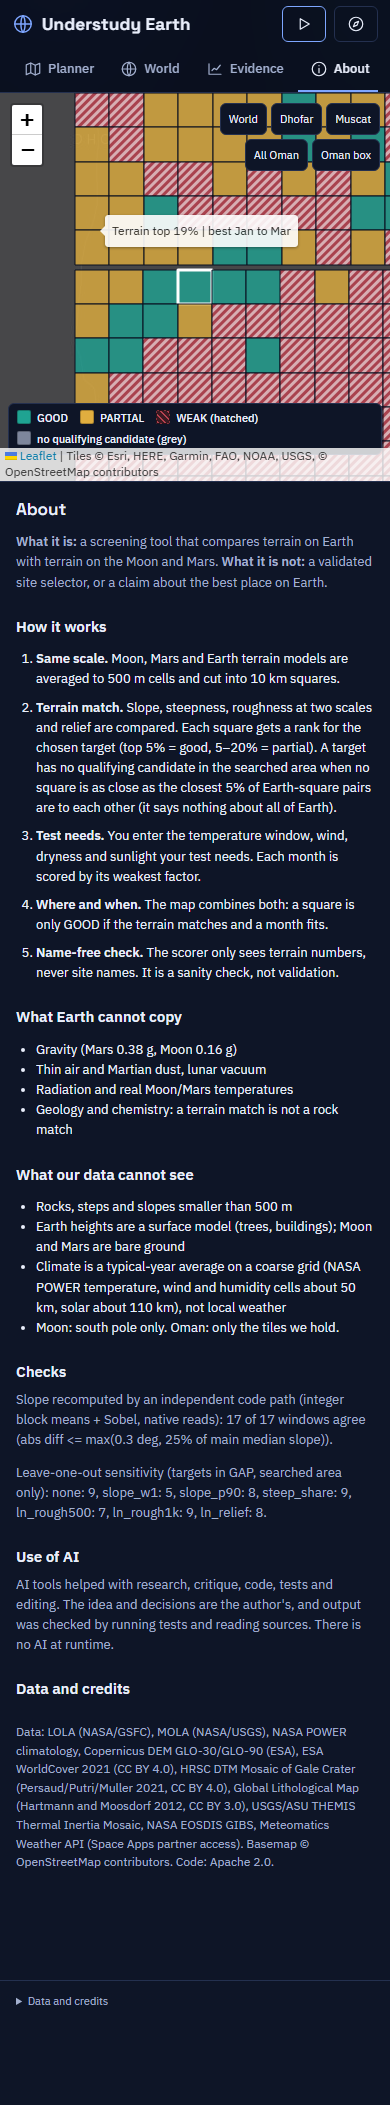 Understudy Earth
Planner
World
Evidence
About
+
−
World
Dhofar
Muscat
All Oman
Oman box
Terrain top 19% | best Jan to Mar
GOOD
PARTIAL
WEAK (hatched)
no qualifying candidate (grey)
Leaflet | Tiles © Esri, HERE, Garmin, FAO, NOAA, USGS, ©
OpenStreetMap contributors
About
What it is: a screening tool that compares terrain on Earth
with terrain on the Moon and Mars. What it is not: a validated
site selector, or a claim about the best place on Earth.
How it works
1. Same scale. Moon, Mars and Earth terrain models are
averaged to 500 m cells and cut into 10 km squares.
2. Terrain match. Slope, steepness, roughness at two scales
and relief are compared. Each square gets a rank for the
chosen target (top 5% = good, 5–20% = partial). A target
has no qualifying candidate in the searched area when no
square is as close as the closest 5% of Earth-square pairs
are to each other (it says nothing about all of Earth).
3. Test needs. You enter the temperature window, wind,
dryness and sunlight your test needs. Each month is
scored by its weakest factor.
4. Where and when. The map combines both: a square is
only GOOD if the terrain matches and a month fits.
5. Name-free check. The scorer only sees terrain numbers,
never site names. It is a sanity check, not validation.
What Earth cannot copy
• Gravity (Mars 0.38 g, Moon 0.16 g)
• Thin air and Martian dust, lunar vacuum
• Radiation and real Moon/Mars temperatures
• Geology and chemistry: a terrain match is not a rock
match
What our data cannot see
• Rocks, steps and slopes smaller than 500 m
• Earth heights are a surface model (trees, buildings); Moon
and Mars are bare ground
• Climate is a typical-year average on a coarse grid (NASA
POWER temperature, wind and humidity cells about 50
km, solar about 110 km), not local weather
• Moon: south pole only. Oman: only the tiles we hold.
Checks
Slope recomputed by an independent code path (integer
block means + Sobel, native reads): 17 of 17 windows agree
(abs diff <= max(0.3 deg, 25% of main median slope)).
Leave-one-out sensitivity (targets in GAP, searched area
only): none: 9, slope_w1: 5, slope_p90: 8, steep_share: 9,
ln_rough500: 7, ln_rough1k: 9, ln_relief: 8.
Use of AI
AI tools helped with research, critique, code, tests and
editing. The idea and decisions are the author's, and output
was checked by running tests and reading sources. There is
no AI at runtime.
Data and credits
Data: LOLA (NASA/GSFC), MOLA (NASA/USGS), NASA POWER
climatology, Copernicus DEM GLO-30/GLO-90 (ESA), ESA
WorldCover 2021 (CC BY 4.0), HRSC DTM Mosaic of Gale Crater
(Persaud/Putri/Muller 2021, CC BY 4.0), Global Lithological Map
(Hartmann and Moosdorf 2012, CC BY 3.0), USGS/ASU THEMIS
Thermal Inertia Mosaic, NASA EOSDIS GIBS, Meteomatics
Weather API (Space Apps partner access). Basemap ©
OpenStreetMap contributors. Code: Apache 2.0.
Data and credits